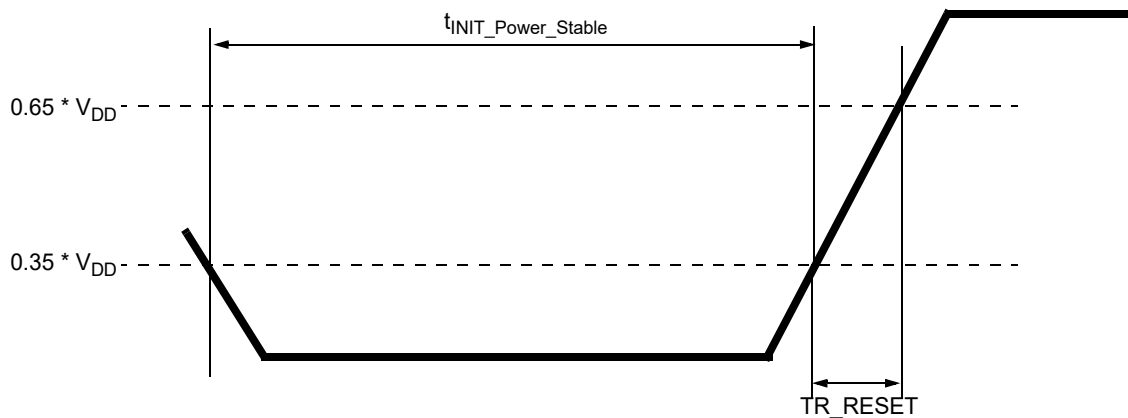 tINIT_Power_Stable
0.65 * VDD
0.35 * VDD
TR_RESET